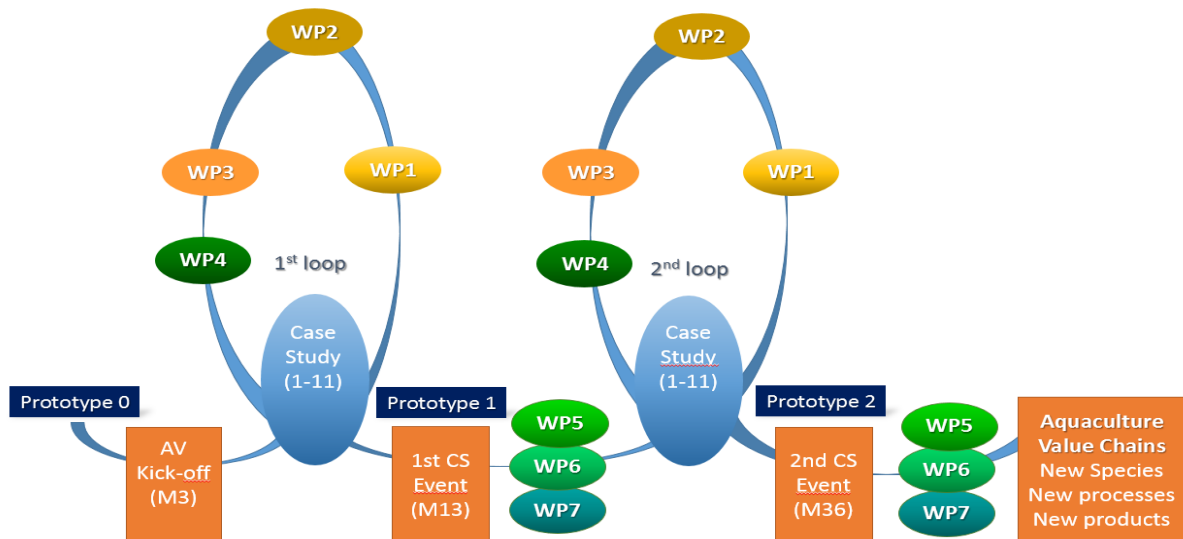 WP2
WP3
WP1
WP4
1st loop
Case
Study
(1-11)
Prototype 0
AV
Kick-off
(M3)
Prototype 1
1st CS
Event
(M13)
WP5
WP6
WP7
WP2
WP3
WP1
WP4
2nd loop
Case
Study
(1-11)
Prototype 2
2nd CS
Event
(M36)
WP5
WP6
WP7
Aquaculture
Value Chains
New Species
New processes
New products